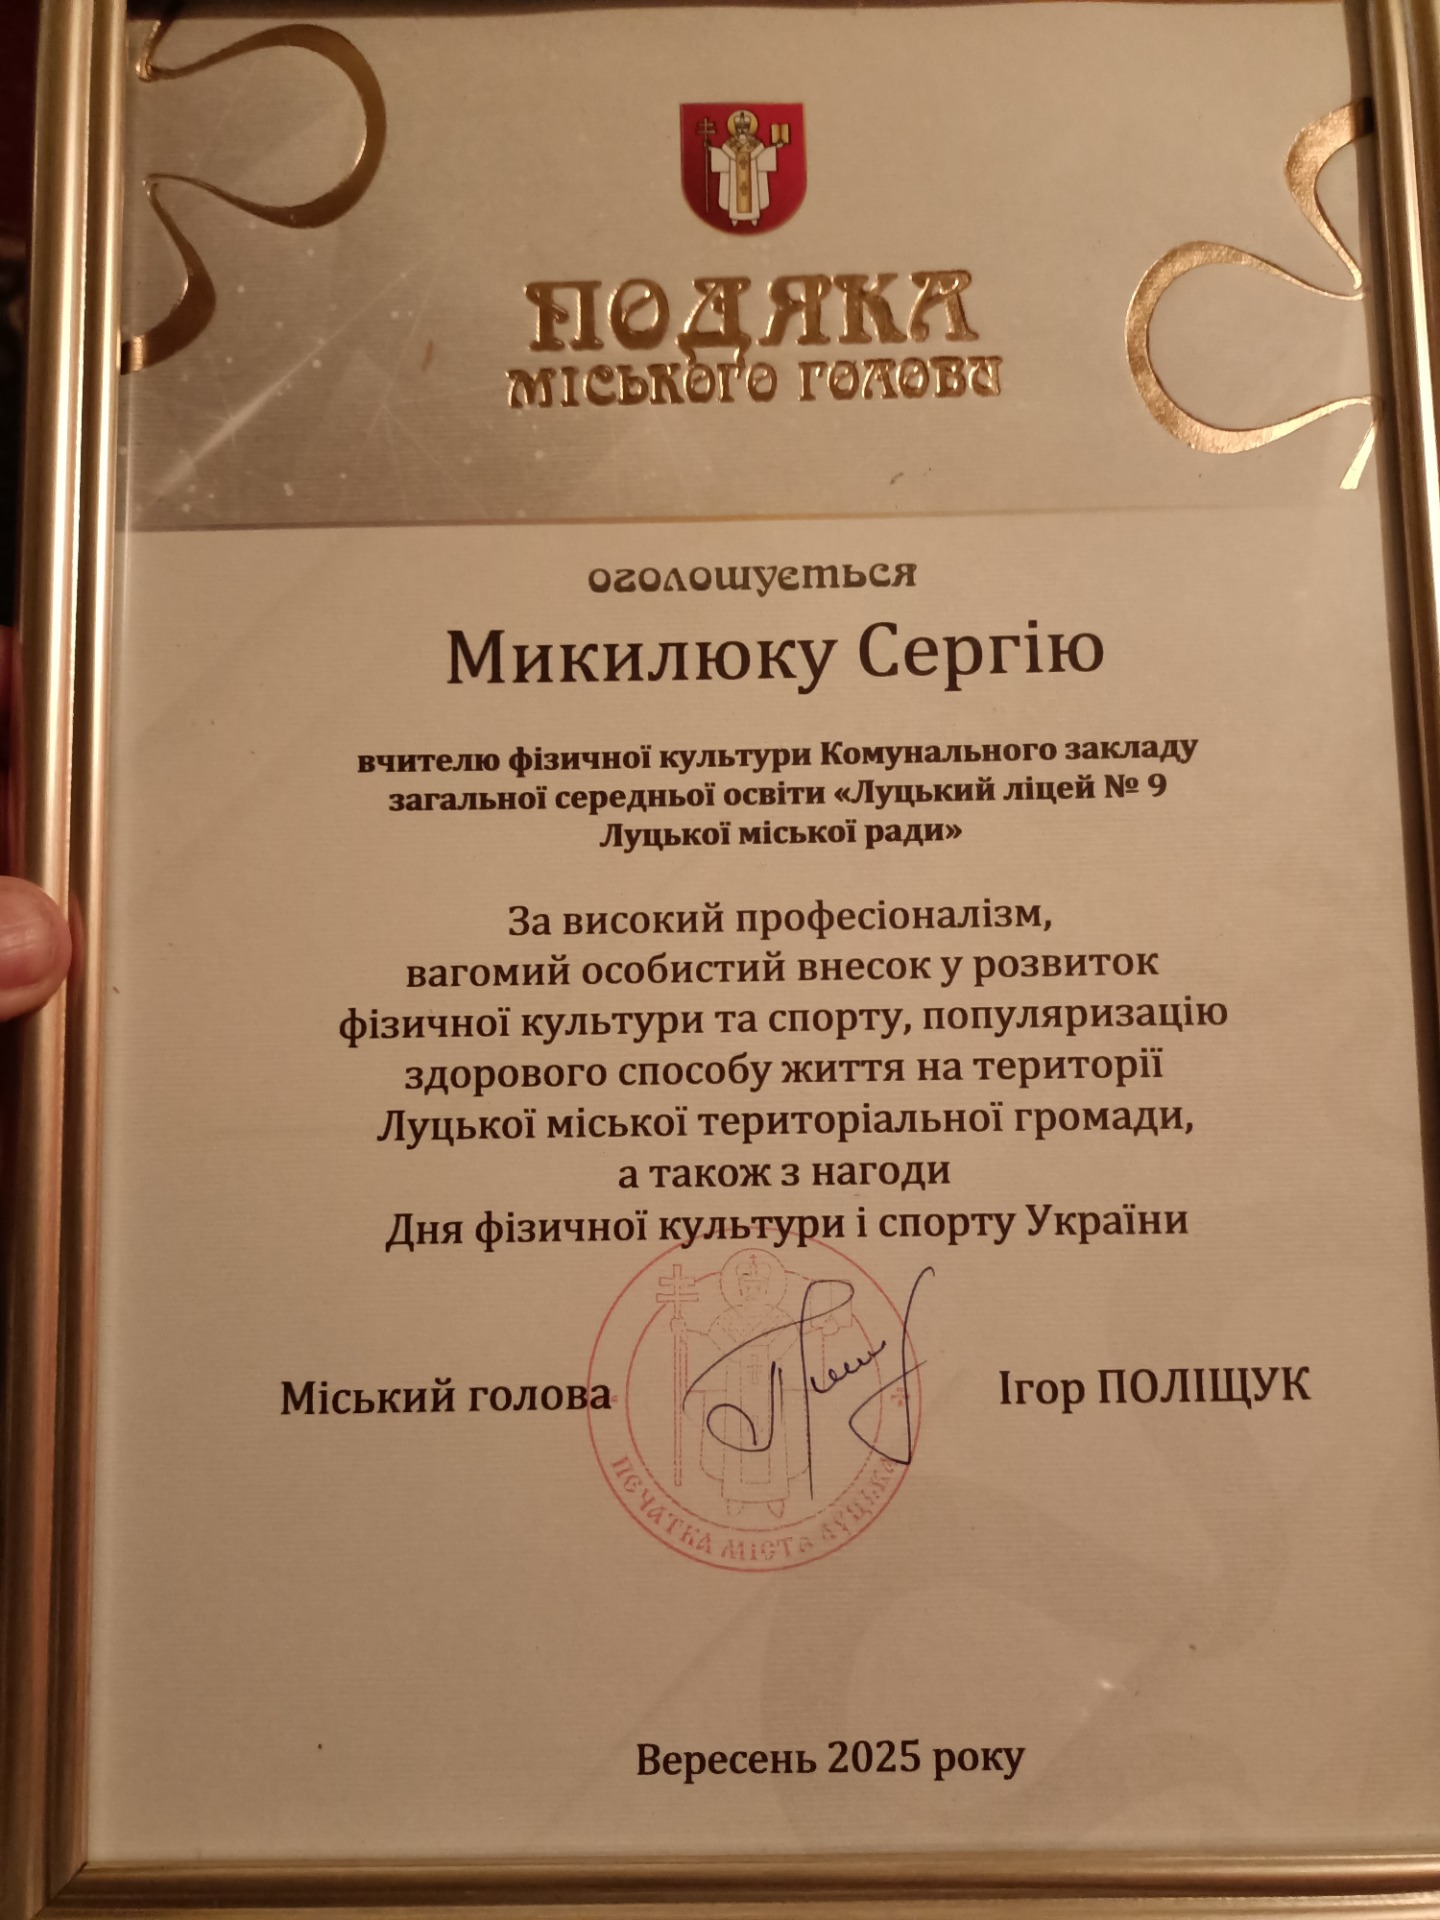 ПОДЯКА
МІСЬКОГО ГОЛОВИ
оголошується
Микилюку Сергію
вчителю фізичної культури Комунального закладу
загальної середньої освіти «Луцький ліцей № 9
Луцької міської ради»
За високий професіоналізм,
вагомий особистий внесок у розвиток
фізичної культури та спорту, популяризацію
здорового способу життя на території
Луцької міської територіальної громади,
а також з нагоди
Дня фізичної культури і спорту України
Міський голова
Ігор ПОЛІЩУК
ПЕЧАТКА МІСТА ЛУЦЬКА
Вересень 2025 року